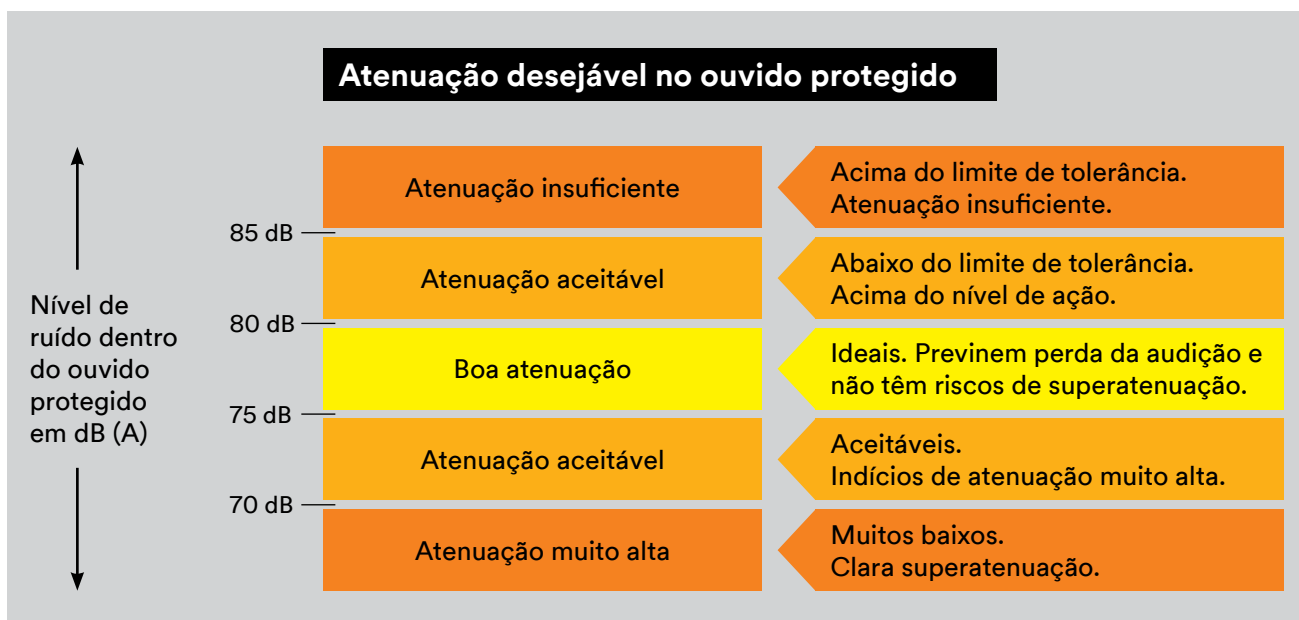 Atenuação desejável no ouvido protegido
Atenuação insuficiente
Acima do limite de tolerância.
Atenuação insuficiente.
85 dB
Atenuação aceitável
Abaixo do limite de tolerância.
Acima do nível de ação.
Nível de
ruído dentro
do ouvido
protegido
em dB (A)
80 dB
Boa atenuação
Ideais. Previnem perda da audição e
não têm riscos de superatenuação.
75 dB
Atenuação aceitável
Aceitáveis.
Indícios de atenuação muito alta.
70 dB
Atenuação muito alta
Muitos baixos.
Clara superatenuação.